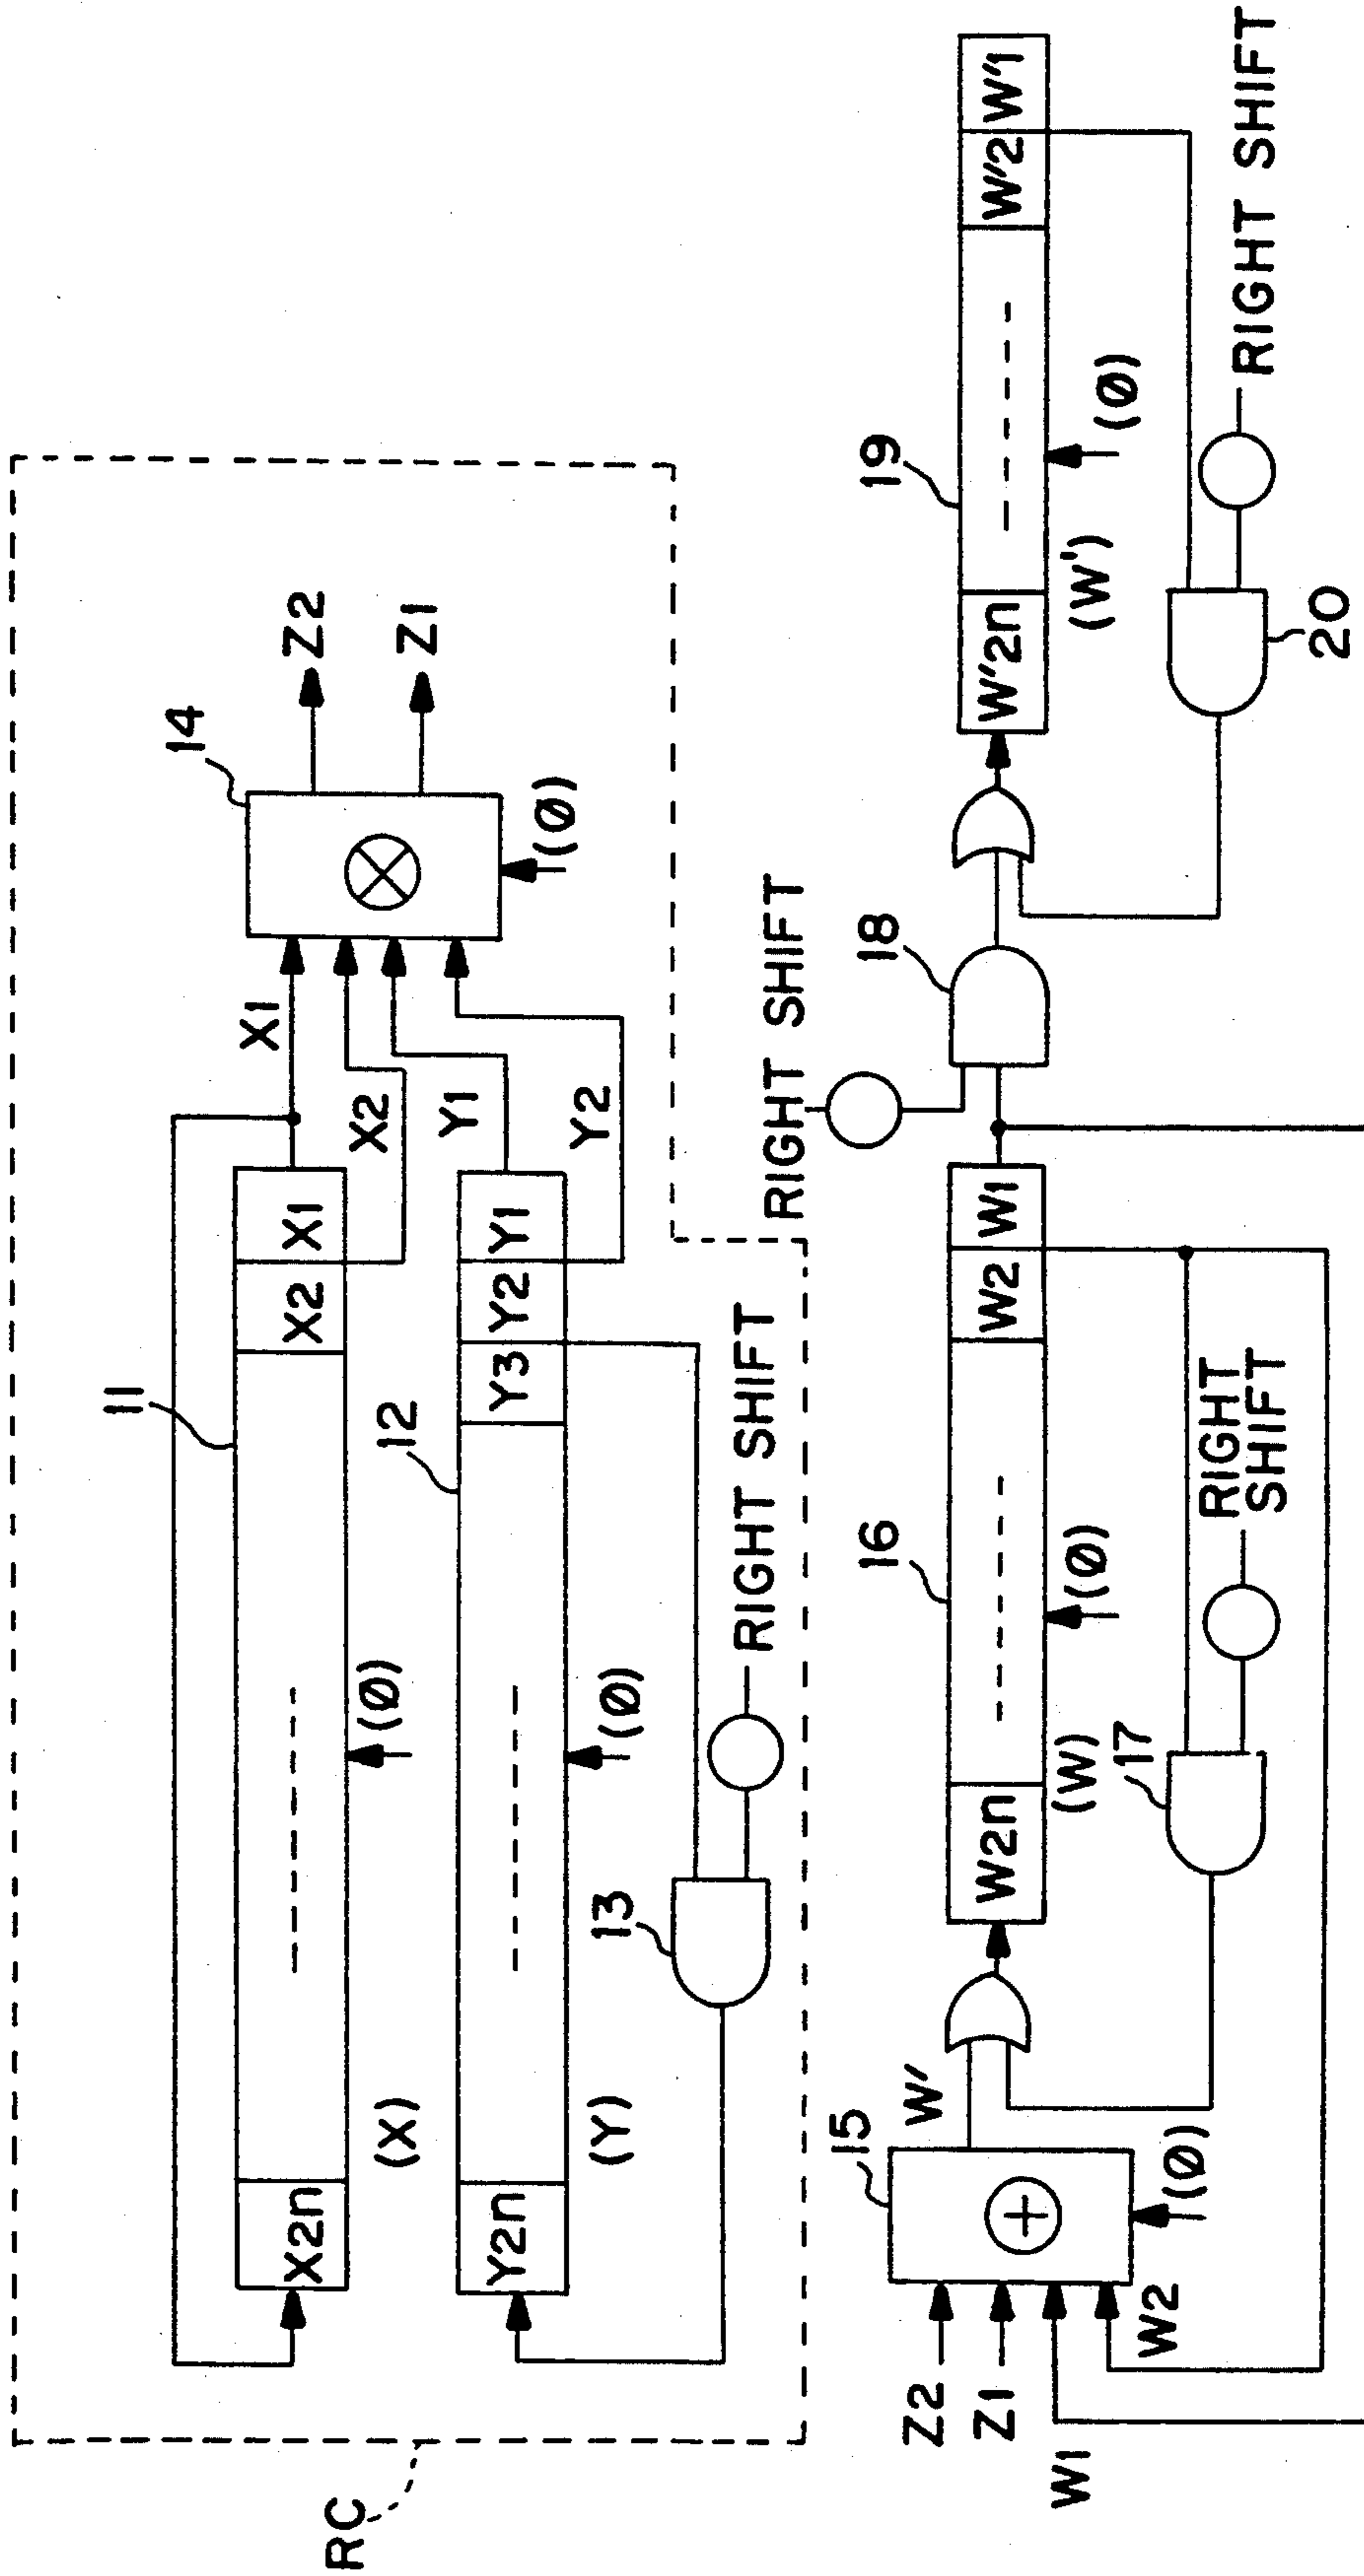 RC
11
X2n
X2
X1
X1
X2
(X)
(Ø)
14
(Ø)
Z2
Z1
12
Y2n
Y3
Y2
Y1
Y1
Y2
(Y)
(Ø)
13
RIGHT SHIFT
15
Z2
Z1
W1
W2
(Ø)
W'
16
W2n
W2
W1
(W)
(Ø)
17
RIGHT
SHIFT
RIGHT SHIFT
18
19
W'2n
W'2
W'1
(W')
(Ø)
20
RIGHT SHIFT